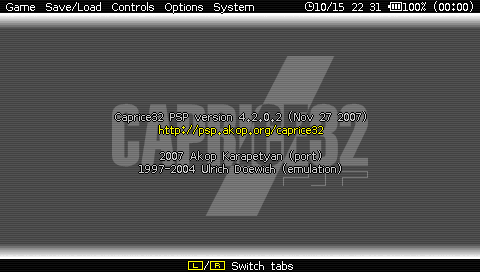 Game Save/Load Controls Options System 10/15 22 31 100% (00:00)
CAPRICE32
Caprice32 PSP version 4.2.0.2 (Nov 27 2007)
http://psp.akop.org/caprice32
2007 Akop Karapetyan (port)
1997-2004 Ulrich Doewich (emulation)
PSP
L/R Switch tabs